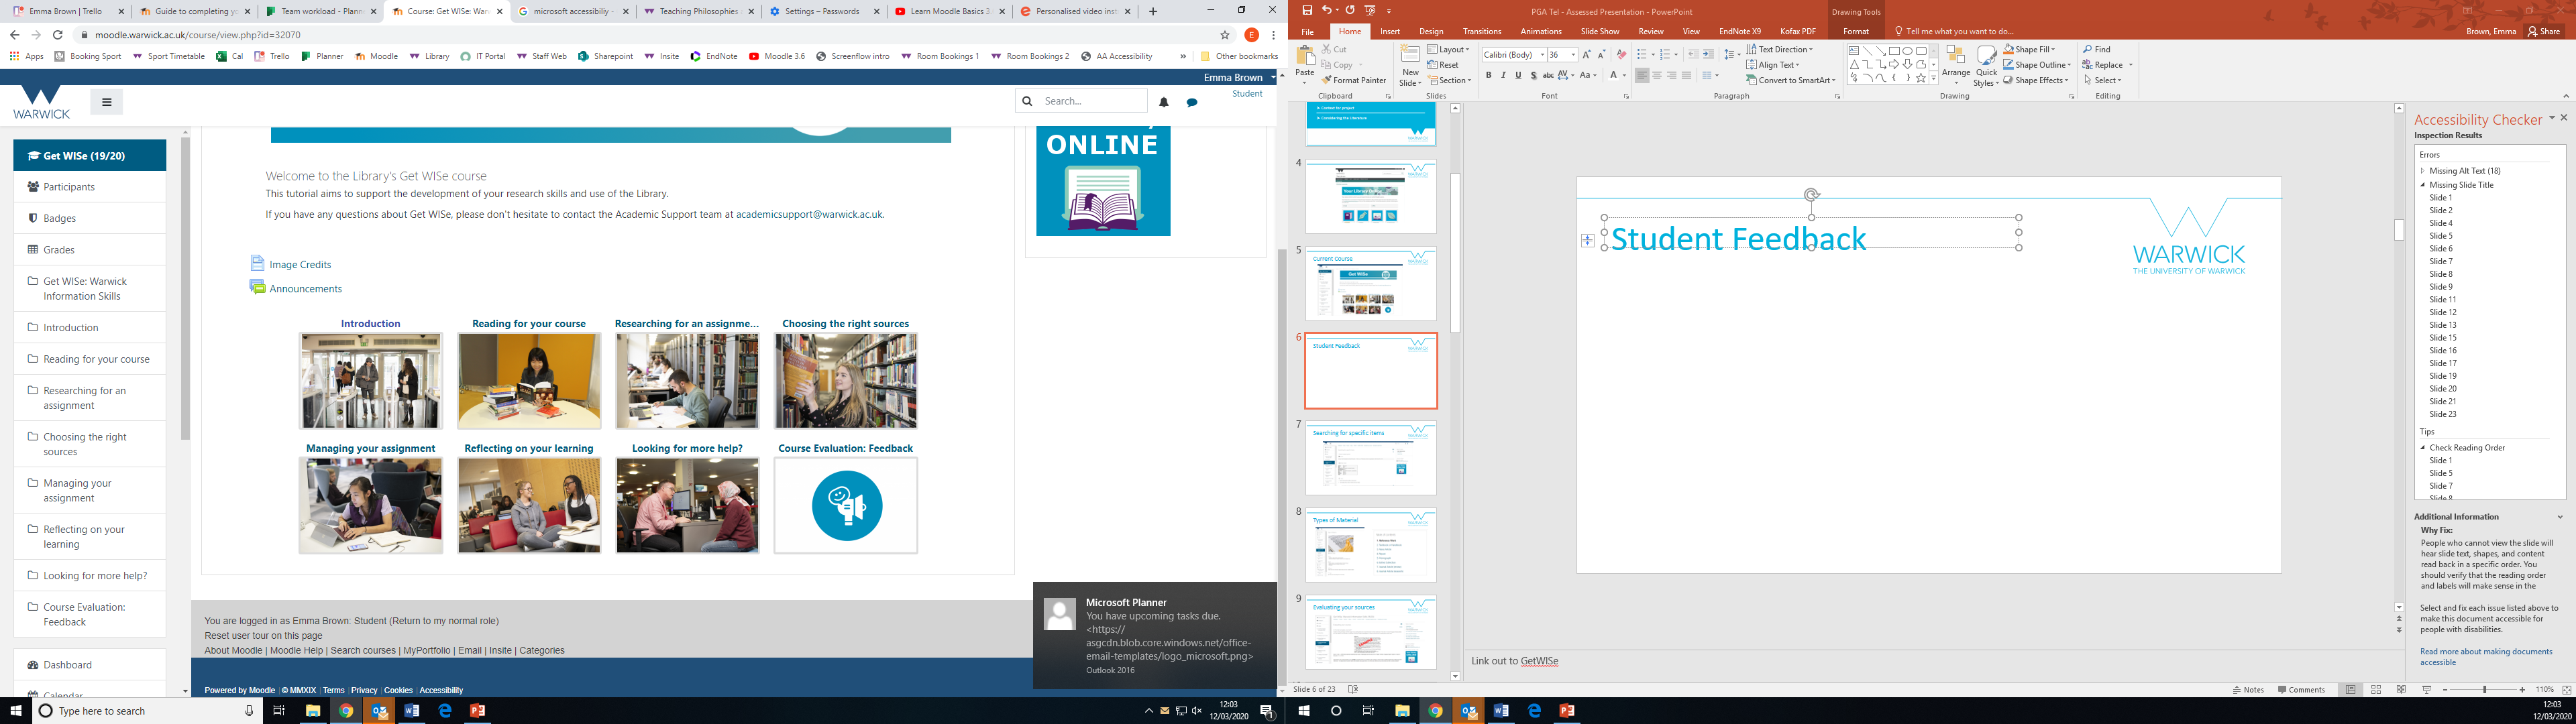 Emma Brown | Trello
Guide to completing yo
Team workload - Plann
Course: Get WISe: War
microsoft accessibiliy -
Teaching Philosophies
Settings – Passwords
Learn Moodle Basics 3.
Personalised video inst
moodle.warwick.ac.uk/course/view.php?id=32070
Apps
Booking Sport
Sport Timetable
Cal
Trello
Planner
Moodle
Library
IT Portal
Staff Web
Sharepoint
Insite
EndNote
Moodle 3.6
Screenflow intro
Room Bookings 1
Room Bookings 2
AA Accessibility
Other bookmarks
Emma Brown
Student
WARWICK
Search...
Get WISe (19/20)
Participants
Badges
Grades
Get WISe: Warwick
Information Skills
Introduction
Reading for your course
Researching for an
assignment
Choosing the right
sources
Managing your
assignment
Reflecting on your
learning
Looking for more help?
Course Evaluation:
Feedback
Dashboard
Calendar
ONLINE
Welcome to the Library's Get WISe course
This tutorial aims to support the development of your research skills and use of the Library.
If you have any questions about Get WISe, please don't hesitate to contact the Academic Support team at academicsupport@warwick.ac.uk.
Image Credits
Announcements
Introduction
Reading for your course
Researching for an assignme...
Choosing the right sources
Managing your assignment
Reflecting on your learning
Looking for more help?
Course Evaluation: Feedback
You are logged in as Emma Brown: Student (Return to my normal role)
Reset user tour on this page
About Moodle | Moodle Help | Search courses | MyPortfolio | Email | Insite | Categories
Powered by Moodle | © MMXIX | Terms | Privacy | Cookies | Accessibility
Microsoft Planner
You have upcoming tasks due.
<https://
asgcdn.blob.core.windows.net/office-
email-templates/logo_microsoft.png>
Outlook 2016
Type here to search
12:03
12/03/2020
PGA Tel - Assessed Presentation - PowerPoint
Drawing Tools
File
Home
Insert
Design
Transitions
Animations
Slide Show
Review
View
EndNote X9
Kofax PDF
Format
Tell me what you want to do...
Brown, Emma
Share
Paste
Cut
Copy
Format Painter
Clipboard
New
Slide
Layout
Reset
Section
Slides
Calibri (Body)
36
Font
Text Direction
Align Text
Convert to SmartArt
Paragraph
Arrange
Quick
Styles
Shape Fill
Shape Outline
Shape Effects
Drawing
Find
Replace
Select
Editing
Context for project
Considering the Literature
4
5
Current Course
Get WISe
6
Student Feedback
7
Searching for specific items
8
Types of Material
9
Evaluating your sources
Student Feedback
WARWICK
THE UNIVERSITY OF WARWICK
Link out to GetWISe
Accessibility Checker
Inspection Results
Errors
Missing Alt Text (18)
Missing Slide Title
Slide 1
Slide 2
Slide 4
Slide 5
Slide 6
Slide 7
Slide 8
Slide 9
Slide 11
Slide 12
Slide 13
Slide 15
Slide 16
Slide 17
Slide 19
Slide 20
Slide 21
Slide 23
Tips
Check Reading Order
Slide 1
Slide 5
Slide 7
Slide 8
Additional Information
Why Fix:
People who cannot view the slide will
hear slide text, shapes, and content
read back in a specific order. You
should verify that the reading order
and labels will make sense in the
Select and fix each issue listed above to
make this document accessible for
people with disabilities.
Read more about making documents
accessible
Slide 6 of 23
Notes
Comments
110%
12:03
12/03/2020